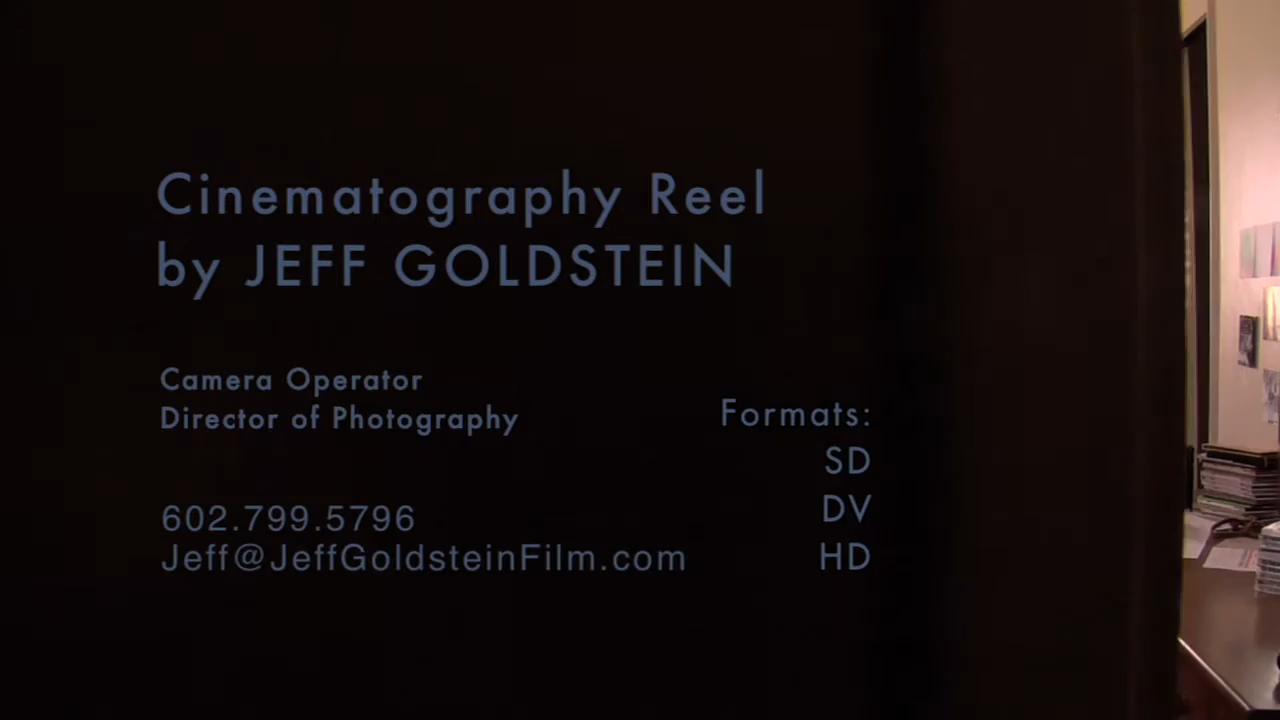 Cinematography Reel
by JEFF GOLDSTEIN
Camera Operator
Director of Photography
602.799.5796
Jeff@JeffGoldsteinFilm.com
Formats:
SD
DV
HD